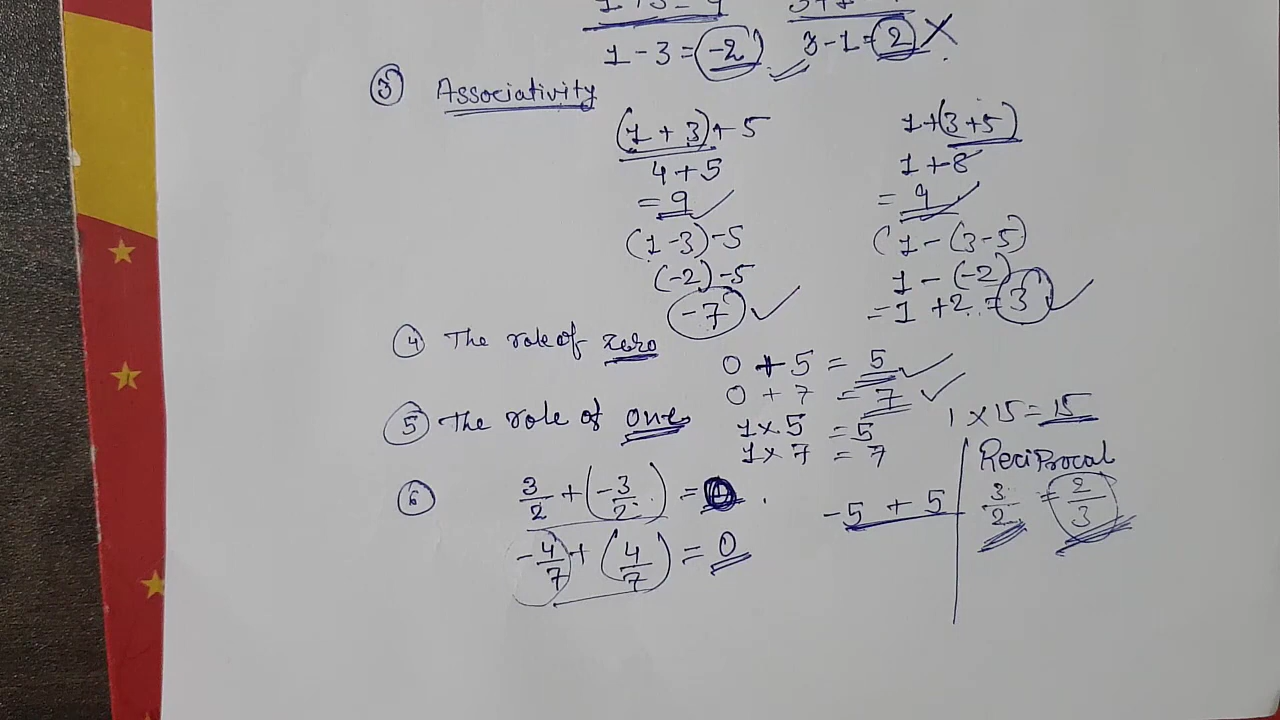 1 - 3 = -2 3 - 1 = 2 ×
③ Associativity
(1 + 3) + 5 1+(3+5)
4 + 5 1 + 8
= 9 = 9
(1 - 3) - 5 (1 - (3 - 5)
(-2) - 5 1 - (-2)
-7 = 1 + 2 = 3
④ The role of zero
0 + 5 = 5
0 + 7 = 7
⑤ The role of one 1 × 5 = 5 1 × 15 = 15
1 × 7 = 7
Reciprocal
⑥ 3/2 + (-3/2) = 0 -5 + 5 3/2 = 2/3
-4/7 + (4/7) = 0